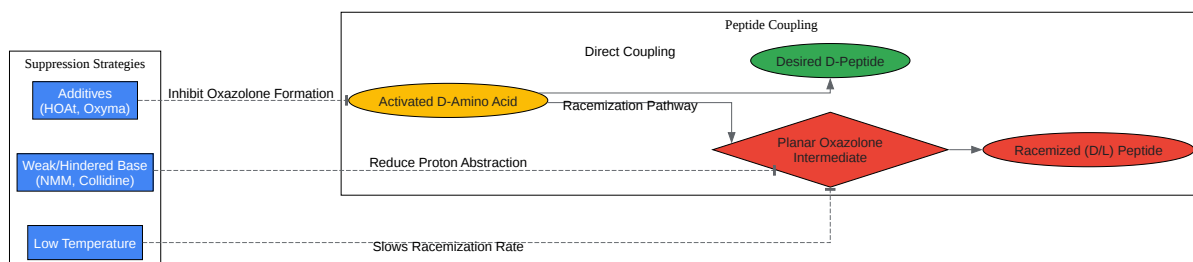 Peptide Coupling
Suppression Strategies
Direct Coupling
Desired D-Peptide
Additives
(HOAt, Oxyma)
Inhibit Oxazolone Formation
Activated D-Amino Acid
Racemization Pathway
Weak/Hindered Base
(NMM, Collidine)
Reduce Proton Abstraction
Planar Oxazolone
Intermediate
Racemized (D/L) Peptide
Low Temperature
Slows Racemization Rate